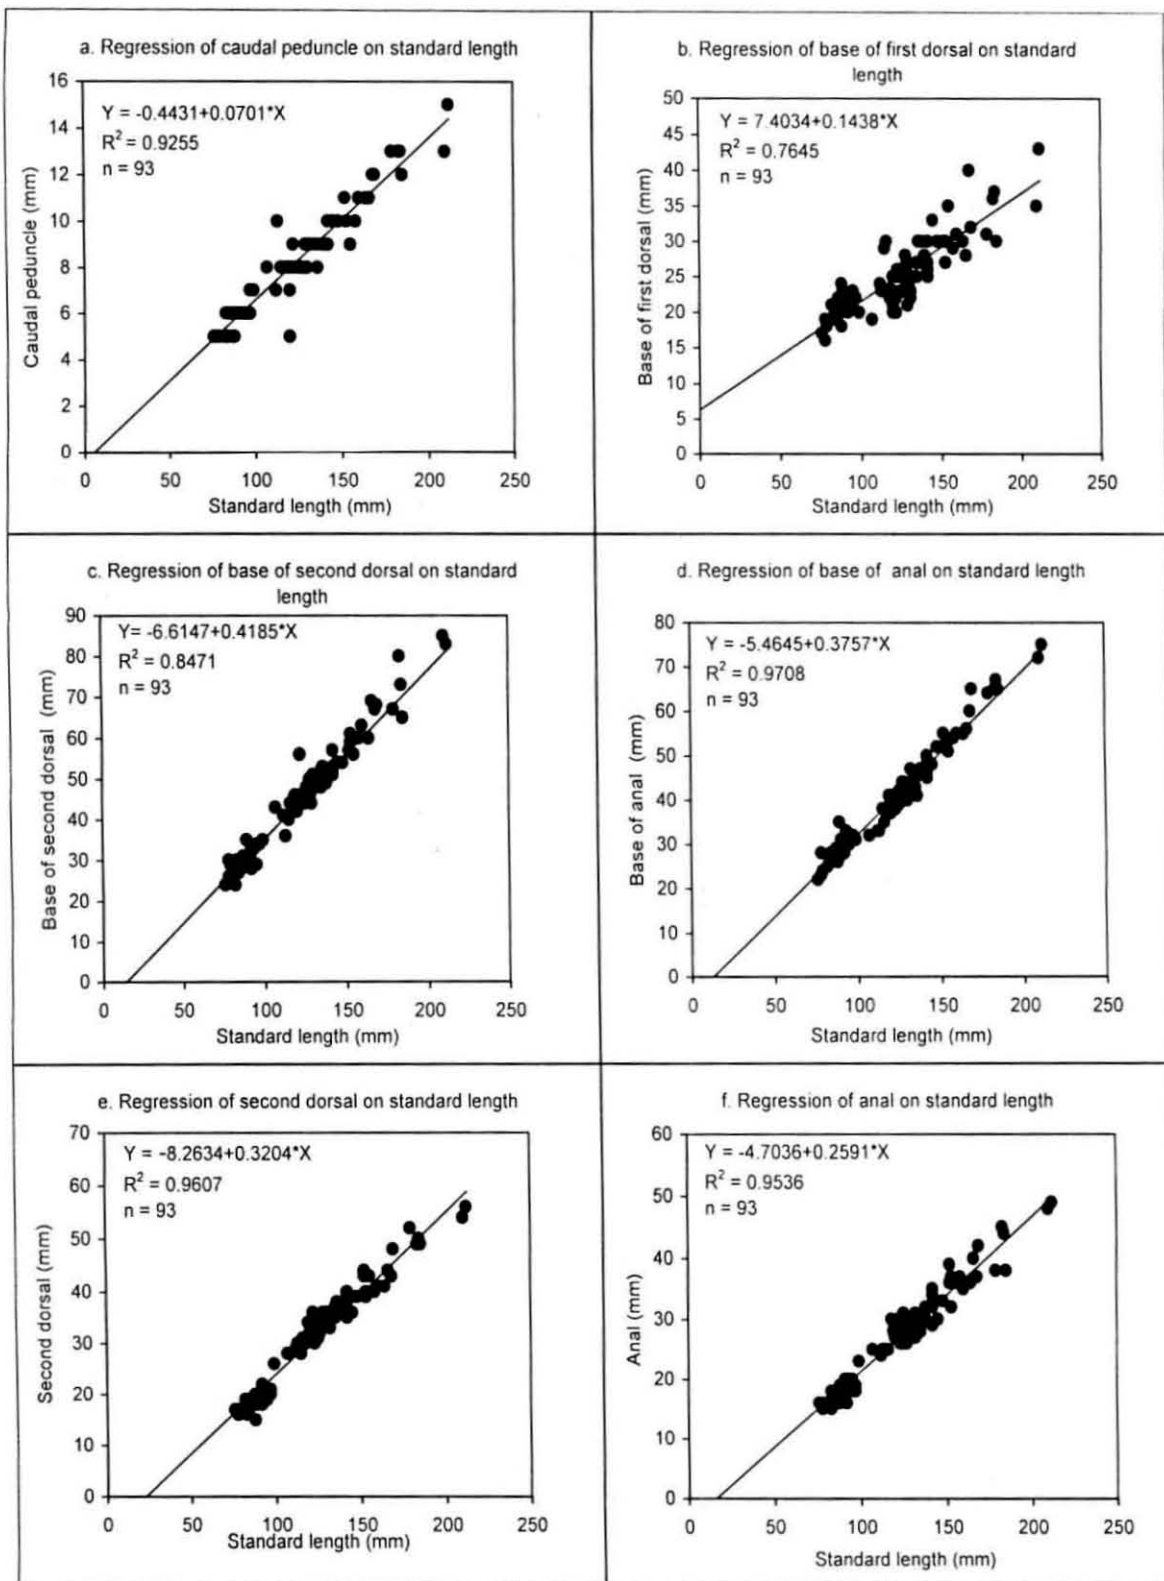 a. Regression of caudal peduncle on standard length
Y = -0.4431+0.0701*X
R² = 0.9255
n = 93
16
14
12
10
8
6
4
2
0
Caudal peduncle (mm)
0 50 100 150 200 250
Standard length (mm)
b. Regression of base of first dorsal on standard
length
Y = 7.4034+0.1438*X
R² = 0.7645
n = 93
50
45
40
35
30
25
20
15
10
5
0
Base of first dorsal (mm)
0 50 100 150 200 250
Standard length (mm)
c. Regression of base of second dorsal on standard
length
Y= -6.6147+0.4185*X
R² = 0.8471
n = 93
90
80
70
60
50
40
30
20
10
0
Base of second dorsal (mm)
0 50 100 150 200 250
Standard length (mm)
d. Regression of base of anal on standard length
Y = -5.4645+0.3757*X
R² = 0.9708
n = 93
80
70
60
50
40
30
20
10
0
Base of anal (mm)
0 50 100 150 200 250
Standard length (mm)
e. Regression of second dorsal on standard length
Y = -8.2634+0.3204*X
R² = 0.9607
n = 93
70
60
50
40
30
20
10
0
Second dorsal (mm)
0 50 100 150 200 250
Standard length (mm)
f. Regression of anal on standard length
Y = -4.7036+0.2591*X
R² = 0.9536
n = 93
60
50
40
30
20
10
0
Anal (mm)
0 50 100 150 200 250
Standard length (mm)